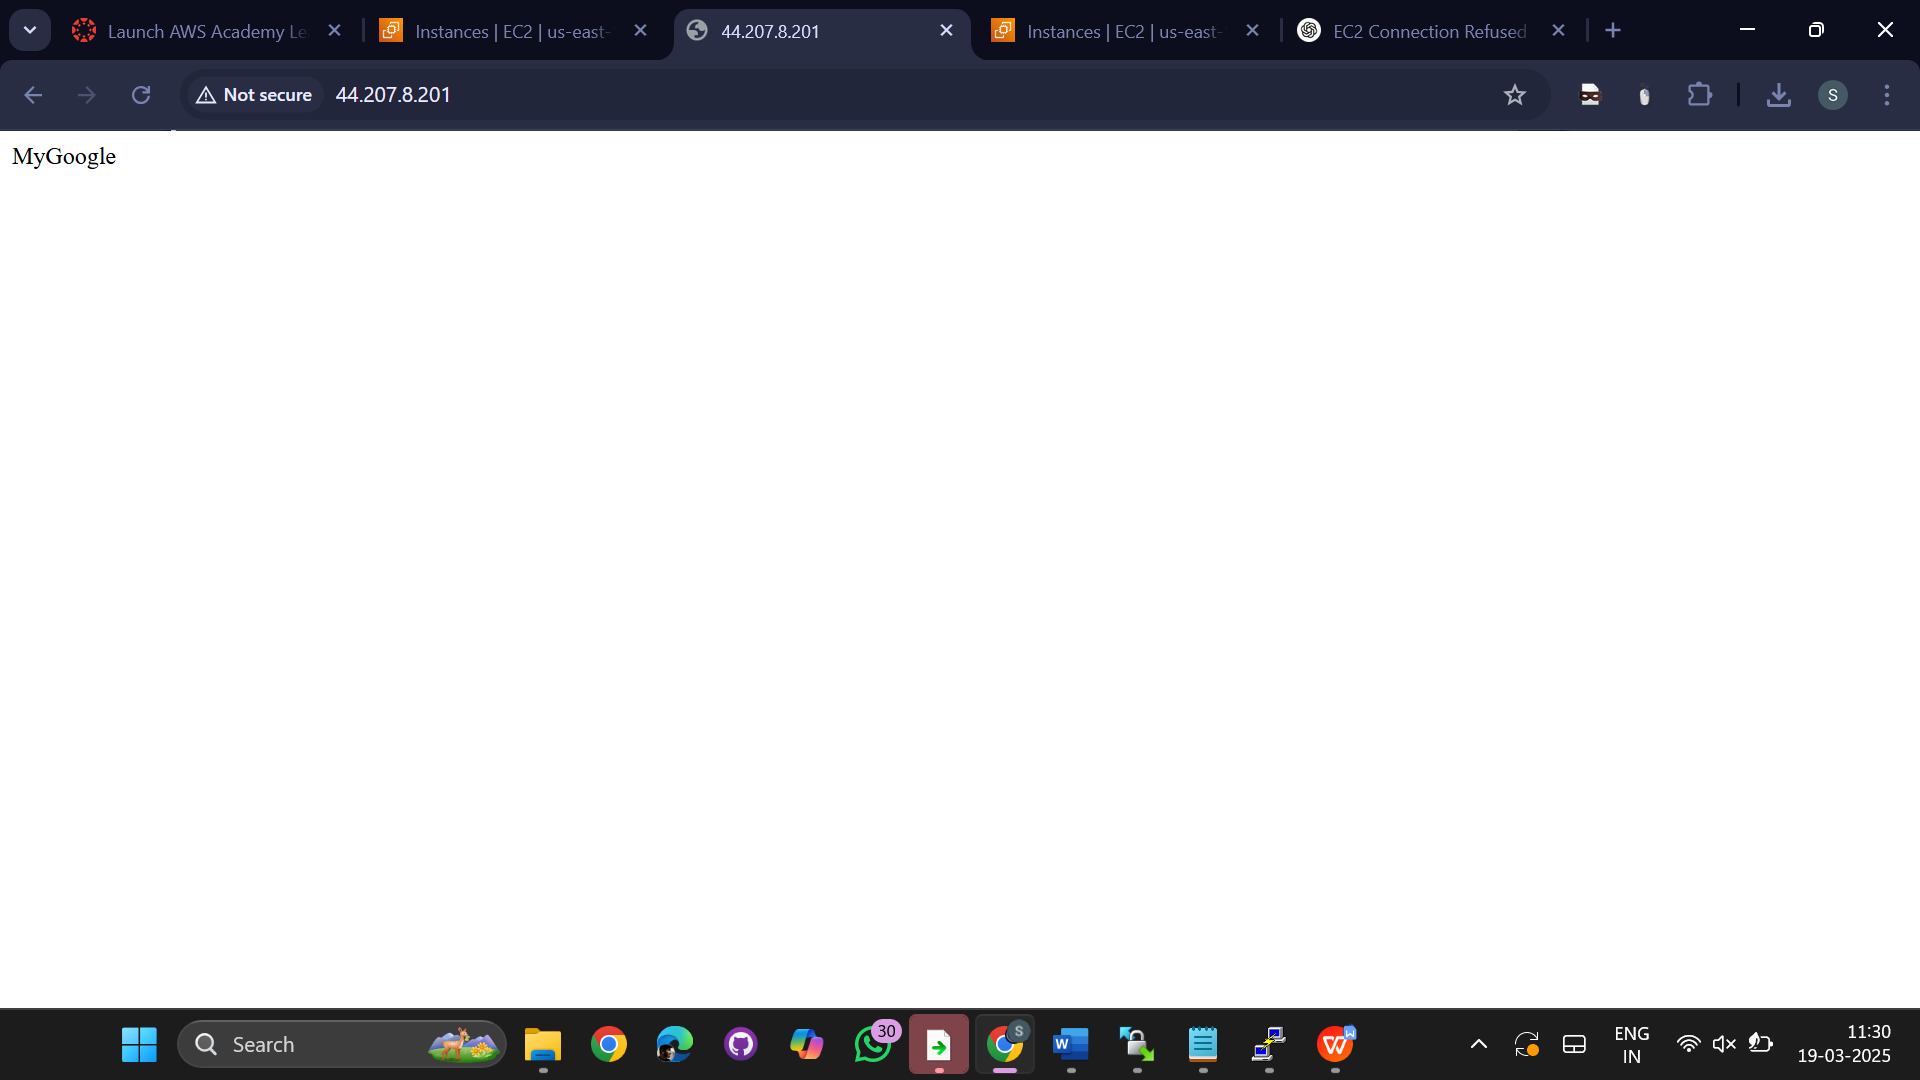 Launch AWS Academy Le
Instances | EC2 | us-east-
44.207.8.201
Instances | EC2 | us-east-
EC2 Connection Refused
Not secure
44.207.8.201
S
MyGoogle
Search
30
S
W
W
W
ENG
IN
11:30
19-03-2025